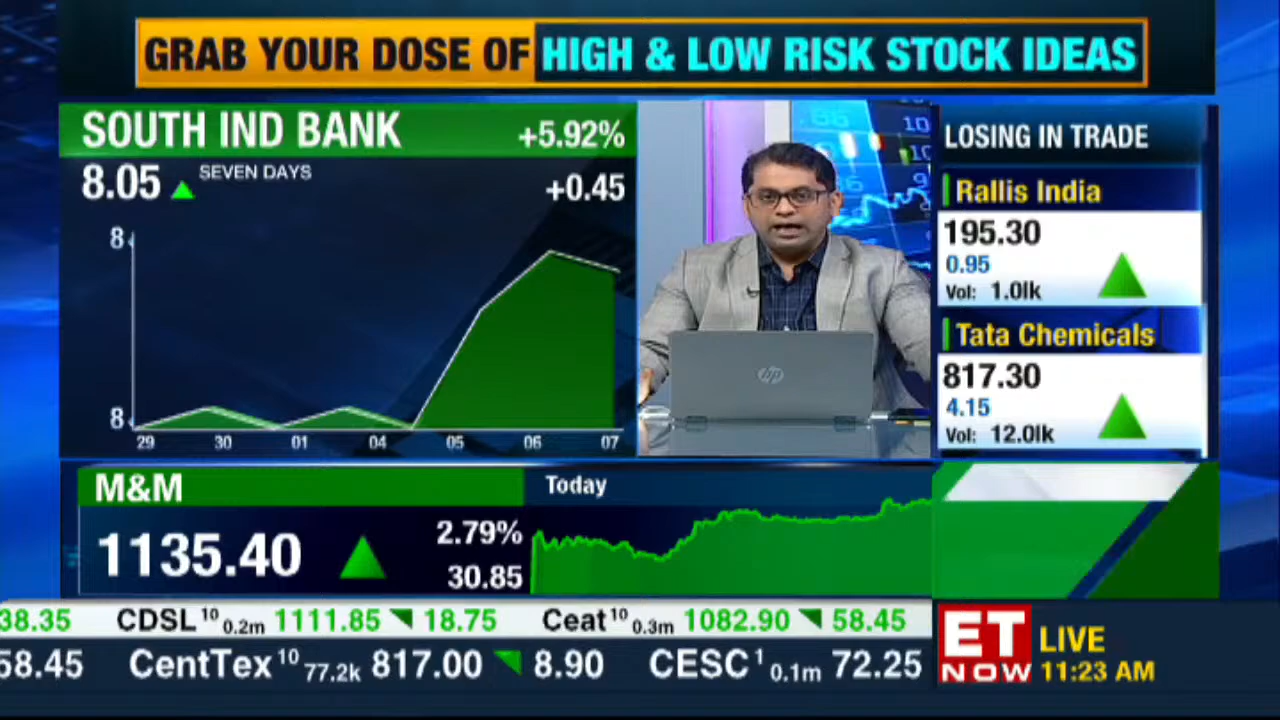 GRAB YOUR DOSE OF HIGH & LOW RISK STOCK IDEAS
SOUTH IND BANK +5.92%
8.05 SEVEN DAYS +0.45
8
8
29 30 01 04 05 06 07
hp
LOSING IN TRADE
Rallis India
195.30
0.95
Vol: 1.0lk
Tata Chemicals
817.30
4.15
Vol: 12.0lk
M&M Today
1135.40 2.79%
30.85
38.35 CDSL 10 0.2m 1111.85 18.75 Ceat 10 0.3m 1082.90 58.45
58.45 CentTex 10 77.2k 817.00 8.90 CESC 1 0.1m 72.25
ET NOW
LIVE
11:23 AM